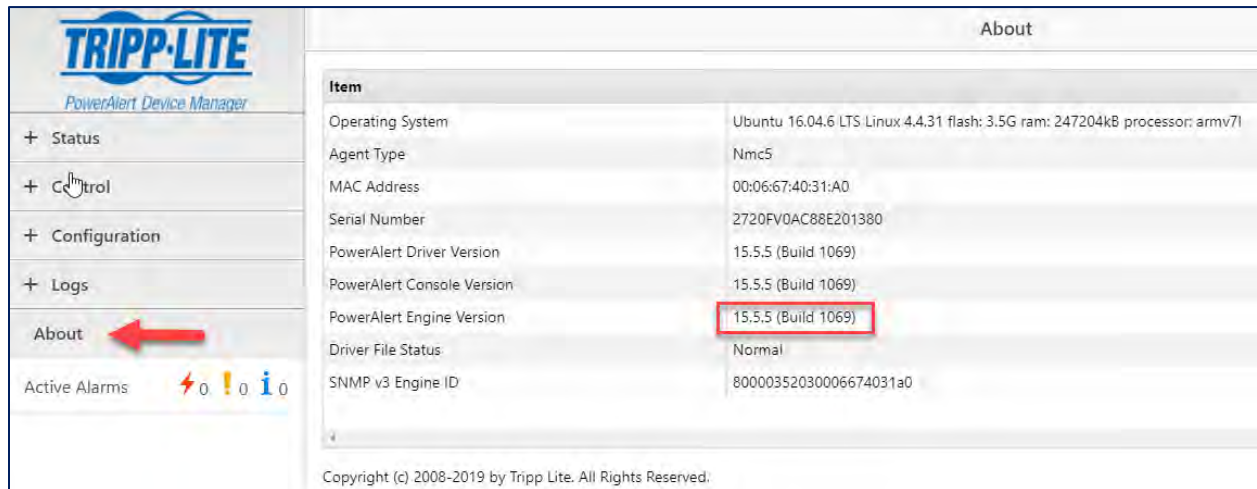 TRIPP·LITE
PowerAlert Device Manager
+ Status
+ Control
+ Configuration
+ Logs
About
Active Alarms 0 0 0
About
Item
Operating System Ubuntu 16.04.6 LTS Linux 4.4.31 flash: 3.5G ram: 247204kB processor: armv7l
Agent Type Nmc5
MAC Address 00:06:67:40:31:A0
Serial Number 2720FV0AC88E201380
PowerAlert Driver Version 15.5.5 (Build 1069)
PowerAlert Console Version 15.5.5 (Build 1069)
PowerAlert Engine Version 15.5.5 (Build 1069)
Driver File Status Normal
SNMP v3 Engine ID 80000352030006674031a0
Copyright (c) 2008-2019 by Tripp Lite. All Rights Reserved.